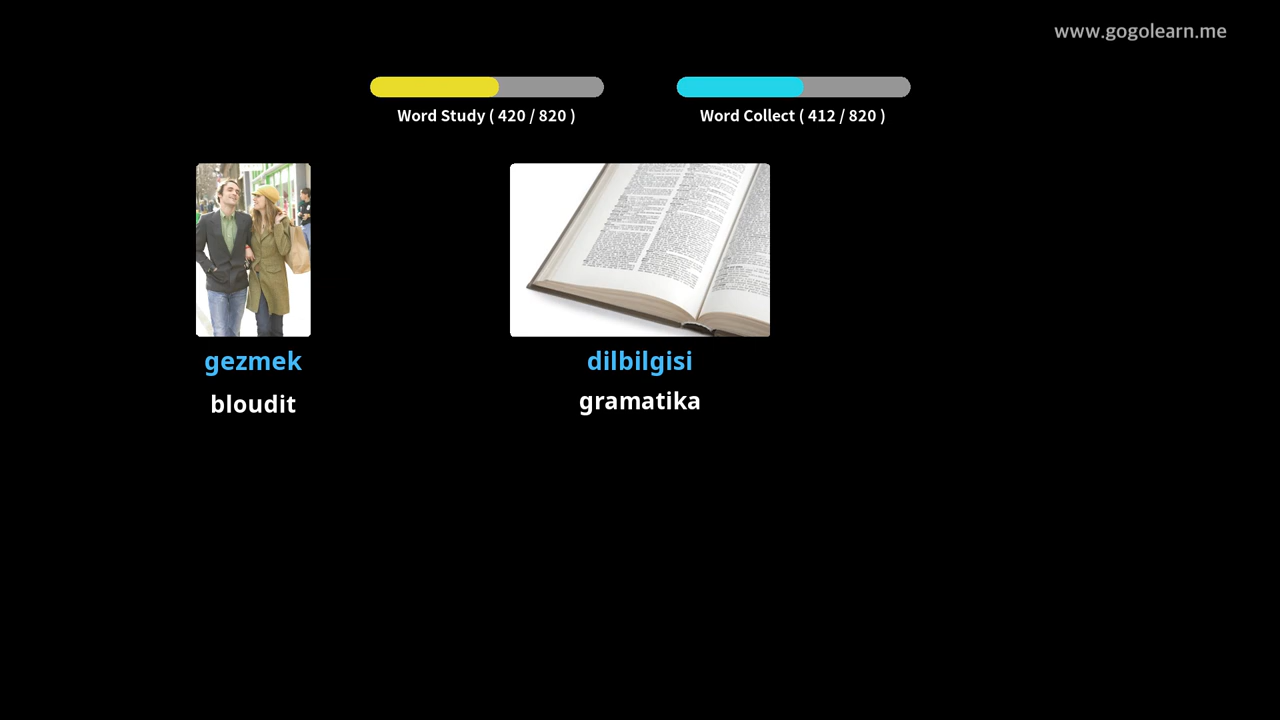 www.gogolearn.me
Word Study ( 420 / 820 )
Word Collect ( 412 / 820 )
gezmek
bloudit
dilbilgisi
gramatika